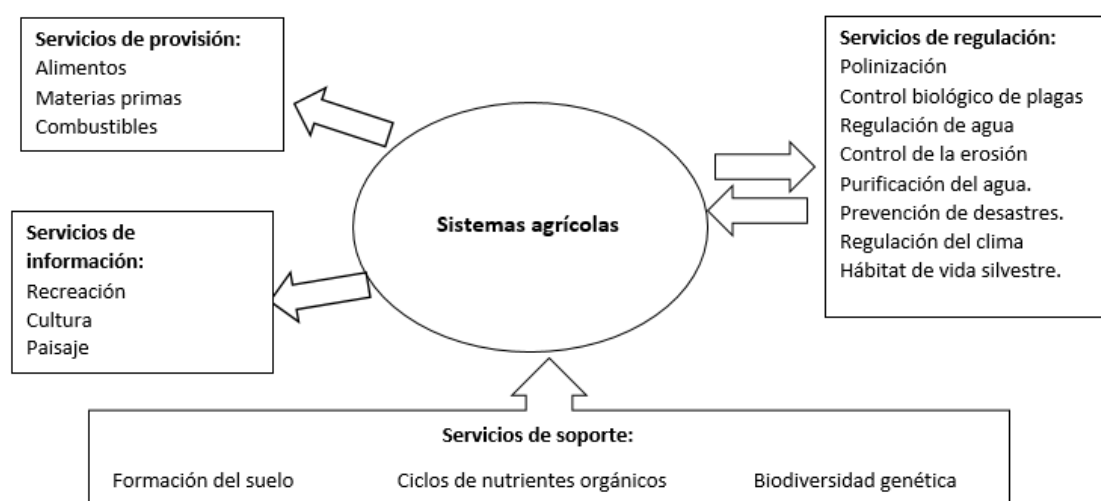 Servicios de provisión:
Alimentos
Materias primas
Combustibles
Servicios de información:
Recreación
Cultura
Paisaje
Sistemas agrícolas
Servicios de regulación:
Polinización
Control biológico de plagas
Regulación de agua
Control de la erosión
Purificación del agua.
Prevención de desastres.
Regulación del clima
Hábitat de vida silvestre.
Servicios de soporte:
Formación del suelo Ciclos de nutrientes orgánicos Biodiversidad genética